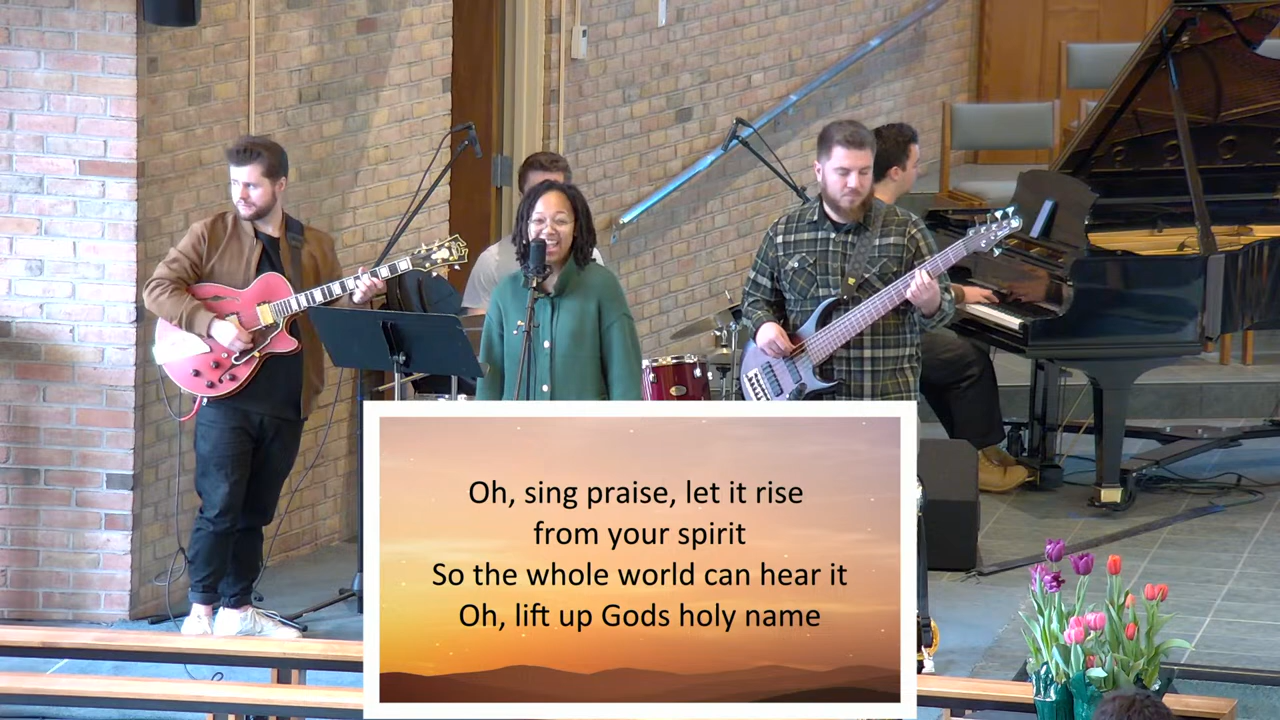 Oh, sing praise, let it rise
from your spirit
So the whole world can hear it
Oh, lift up Gods holy name